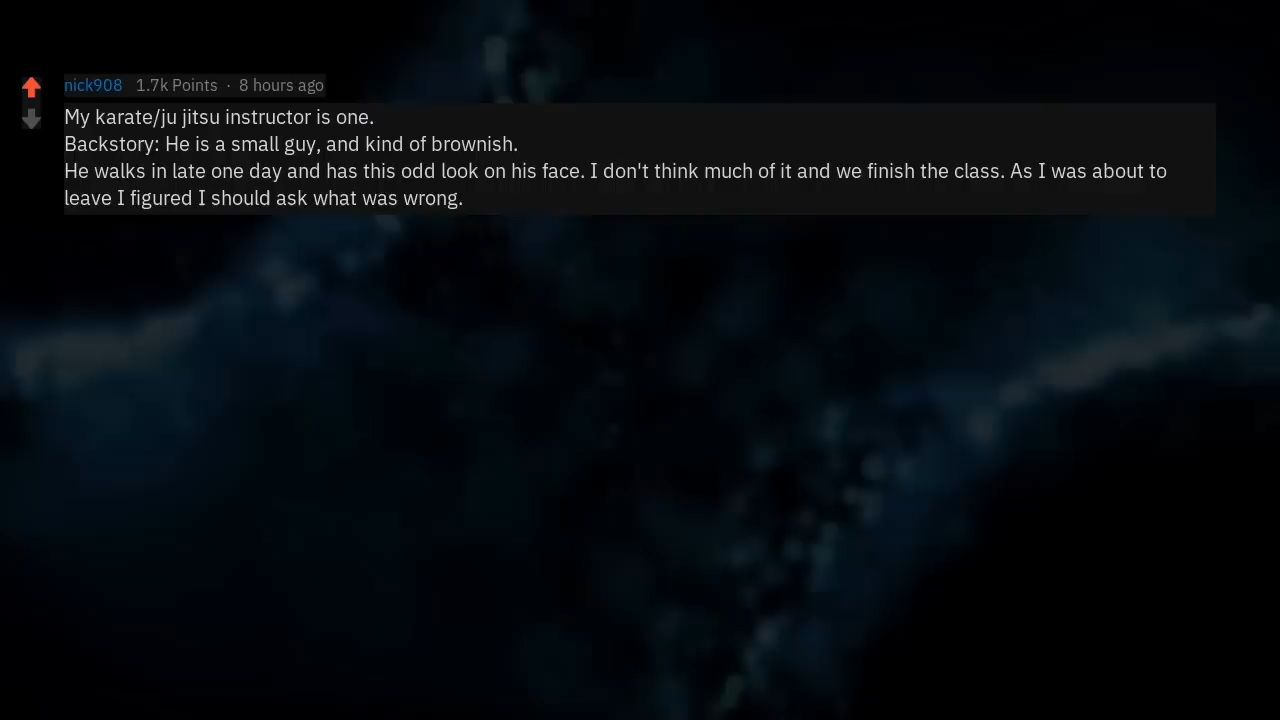 nick908 1.7k Points · 8 hours ago
My karate/ju jitsu instructor is one.
Backstory: He is a small guy, and kind of brownish.
He walks in late one day and has this odd look on his face. I don't think much of it and we finish the class. As I was about to
leave I figured I should ask what was wrong.